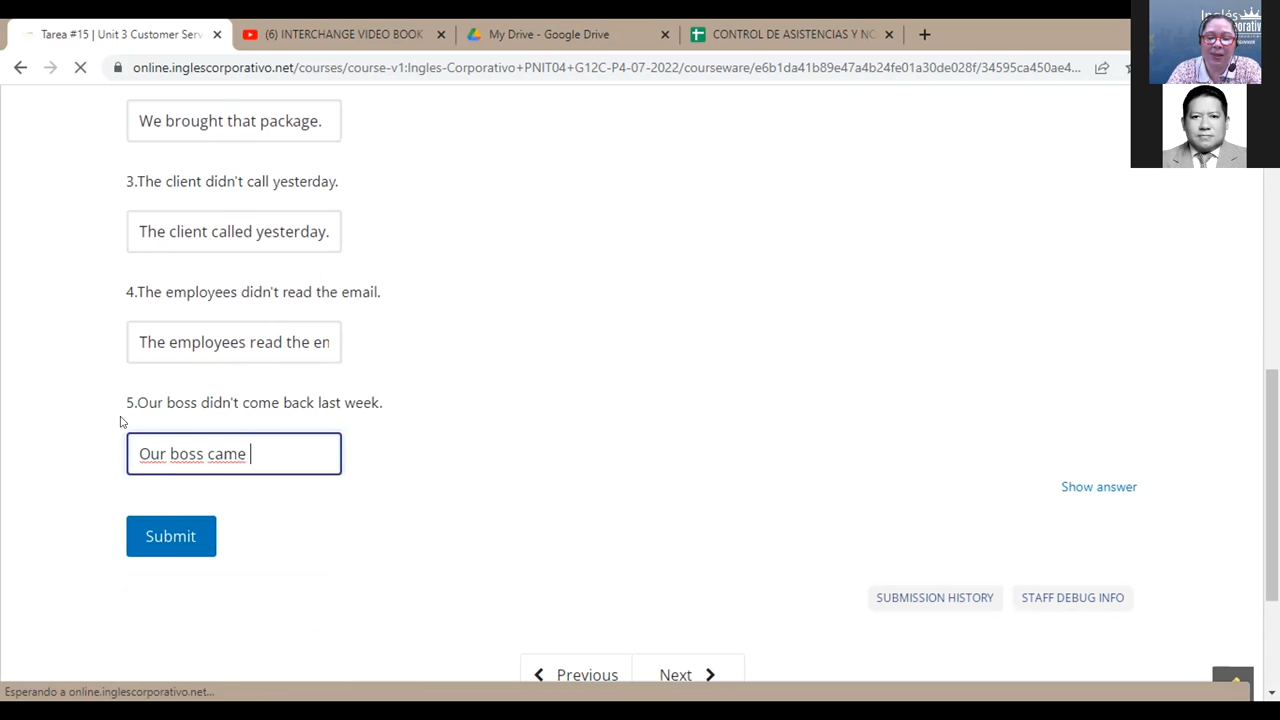 Tarea #15 | Unit 3 Customer Serv
(6) INTERCHANGE VIDEO BOOK
My Drive - Google Drive
CONTROL DE ASISTENCIAS Y NO
online.inglescorporativo.net/courses/course-v1:Ingles-Corporativo+PNIT04+G12C-P4-07-2022/courseware/e6b1da41b89e47a4b24fe01a30de028f/34595ca450ae4...
Inglés
We brought that package.
3.The client didn't call yesterday.
The client called yesterday.
4.The employees didn't read the email.
The employees read the en
5.Our boss didn't come back last week.
Our boss came
Show answer
Submit
SUBMISSION HISTORY
STAFF DEBUG INFO
Previous
Next
Esperando a online.inglescorporativo.net...